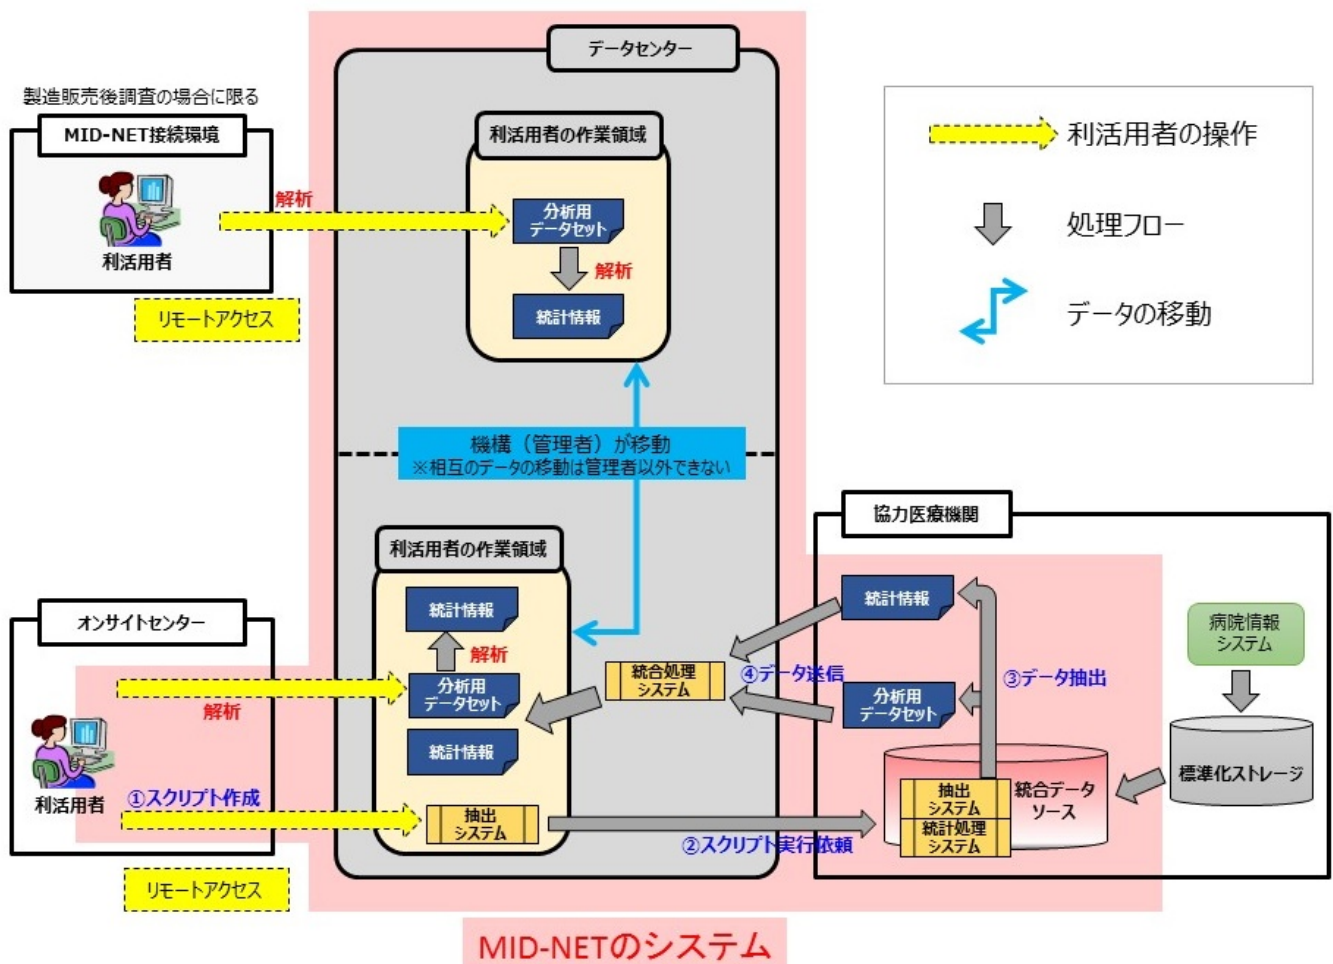 データセンター
製造販売後調査の場合に限る
MID-NET接続環境
利活用者
解析
リモートアクセス
利活用者の作業領域
分析用
データセット
解析
統計情報
利活用者の操作
処理フロー
データの移動
機構（管理者）が移動
※相互のデータの移動は管理者以外できない
協力医療機関
利活用者の作業領域
統計情報
解析
分析用
データセット
統計情報
抽出
システム
オンサイトセンター
解析
利活用者
①スクリプト作成
リモートアクセス
統合処理
システム
④データ送信
②スクリプト実行依頼
統計情報
分析用
データセット
③データ抽出
抽出
システム
統計処理
システム
統合データ
ソース
病院情報
システム
標準化ストレージ
MID-NETのシステム